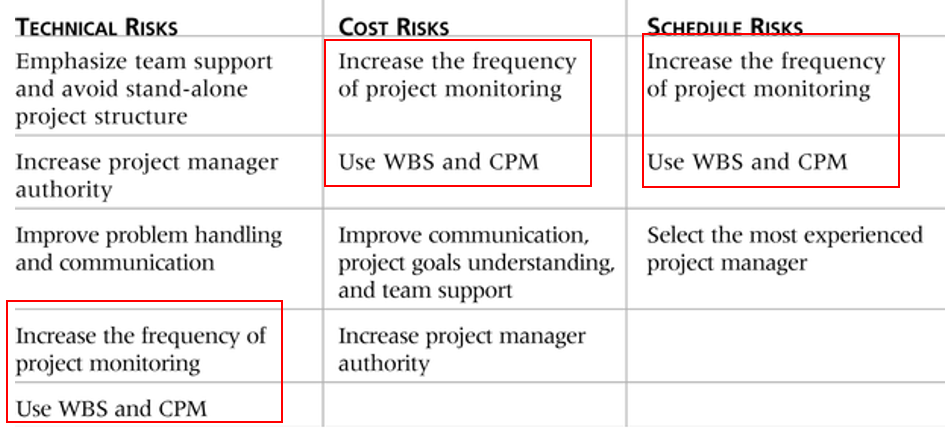 TECHNICAL RISKS
COST RISKS
SCHEDULE RISKS
Emphasize team support
and avoid stand-alone
project structure
Increase the frequency
of project monitoring
Increase the frequency
of project monitoring
Increase project manager
authority
Use WBS and CPM
Use WBS and CPM
Improve problem handling
and communication
Improve communication,
project goals understanding,
and team support
Select the most experienced
project manager
Increase the frequency of
project monitoring
Increase project manager
authority
Use WBS and CPM